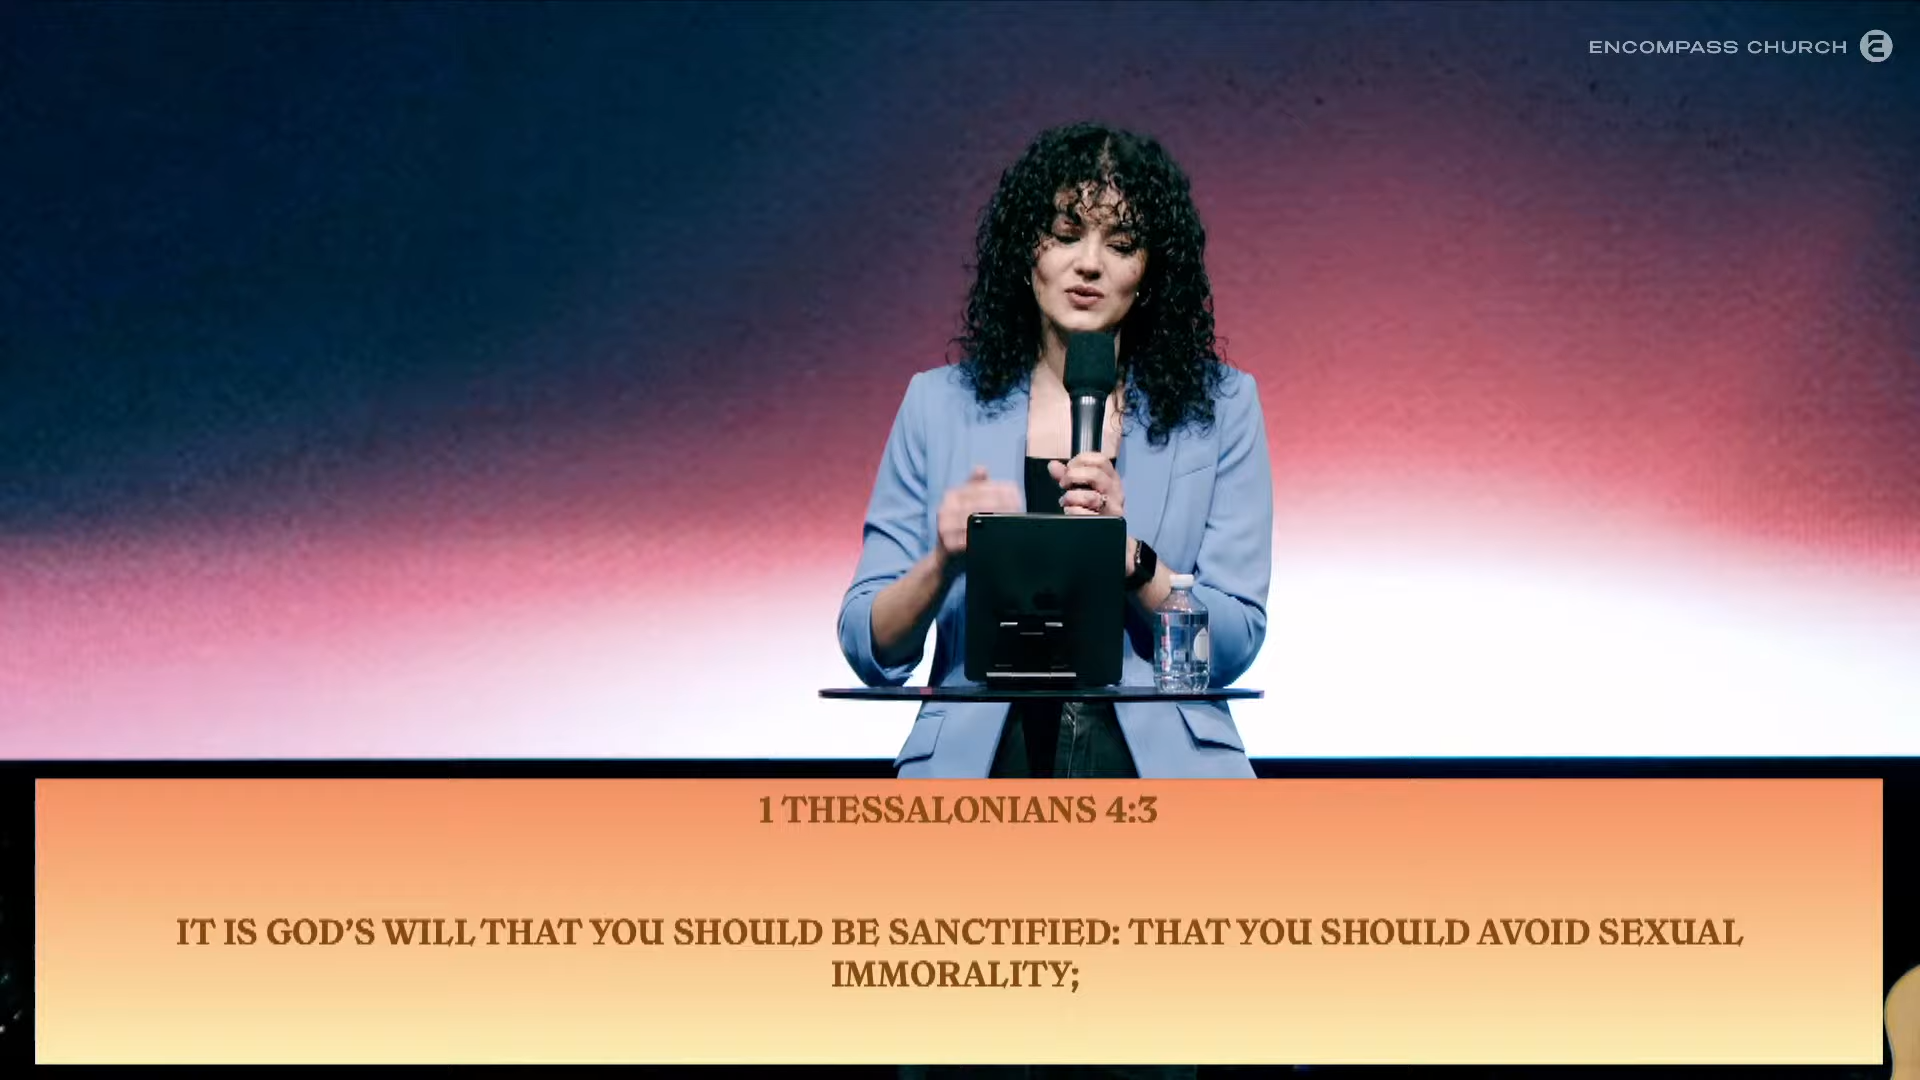 ENCOMPASS CHURCH
1 THESSALONIANS 4:3
IT IS GOD'S WILL THAT YOU SHOULD BE SANCTIFIED: THAT YOU SHOULD AVOID SEXUAL
IMMORALITY;